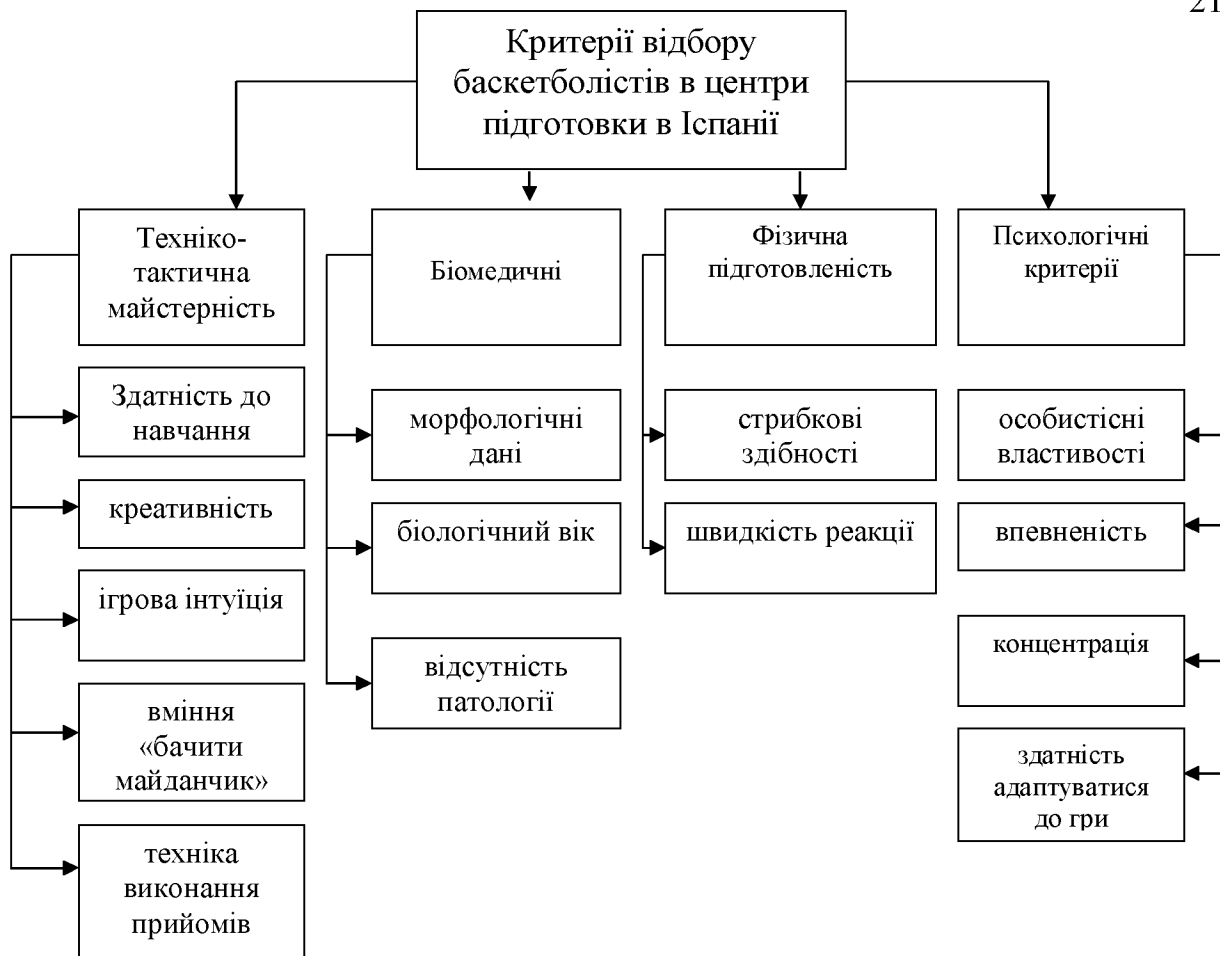 21
Критерії відбору
баскетболістів в центри
підготовки в Іспанії
Техніко-
тактична
майстерність
Біомедичні
Фізична
підготовленість
Психологічні
критерії
Здатність до
навчання
креативність
ігрова інтуїція
вміння
«бачити
майданчик»
техніка
виконання
прийомів
морфологічні
дані
біологічний вік
відсутність
патології
стрибкові
здібності
швидкість реакції
особистісні
властивості
впевненість
концентрація
здатність
адаптуватися
до гри